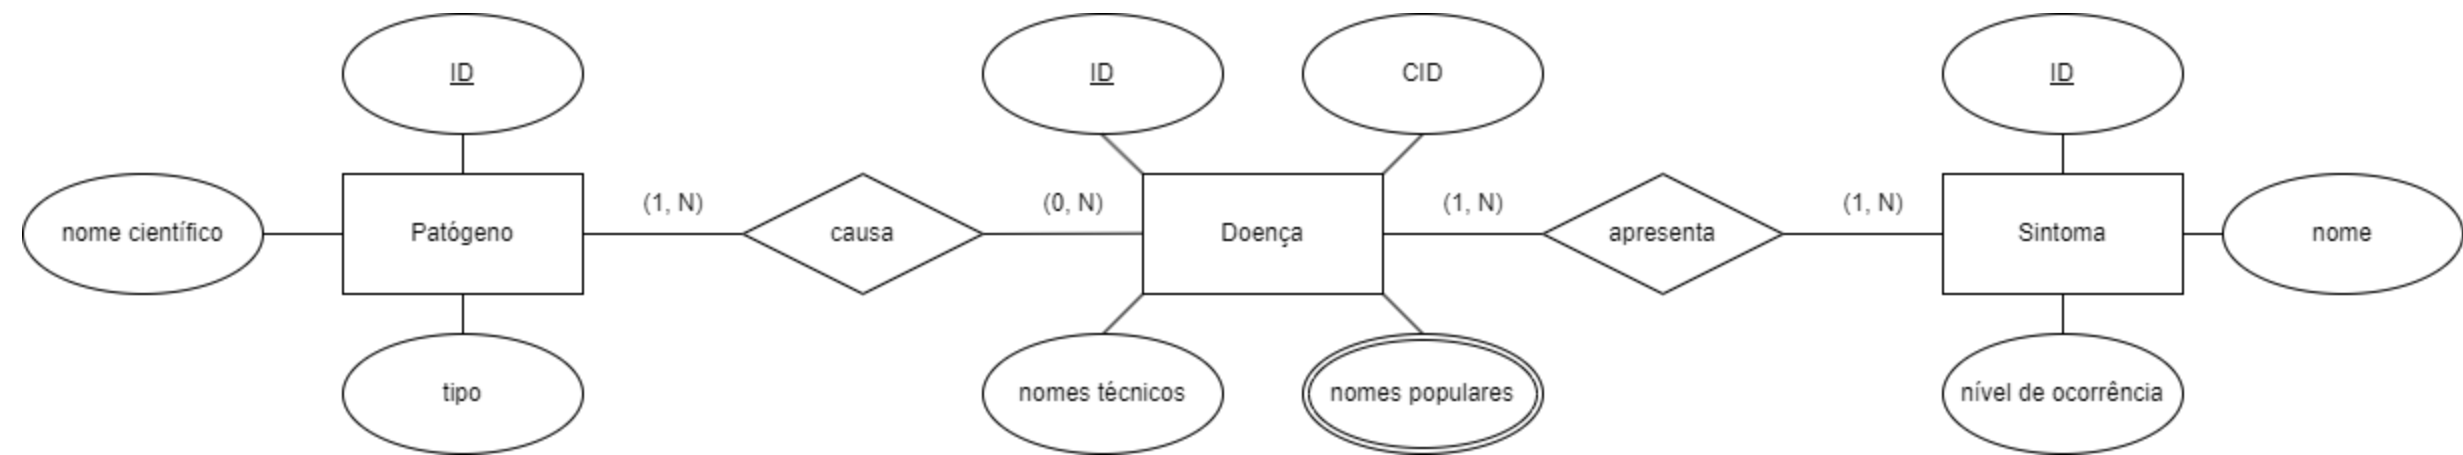 ID
ID
CID
ID
(1, N)
(0, N)
(1, N)
(1, N)
nome científico
Patógeno
causa
Doença
apresenta
Sintoma
nome
tipo
nomes técnicos
nomes populares
nível de ocorrência